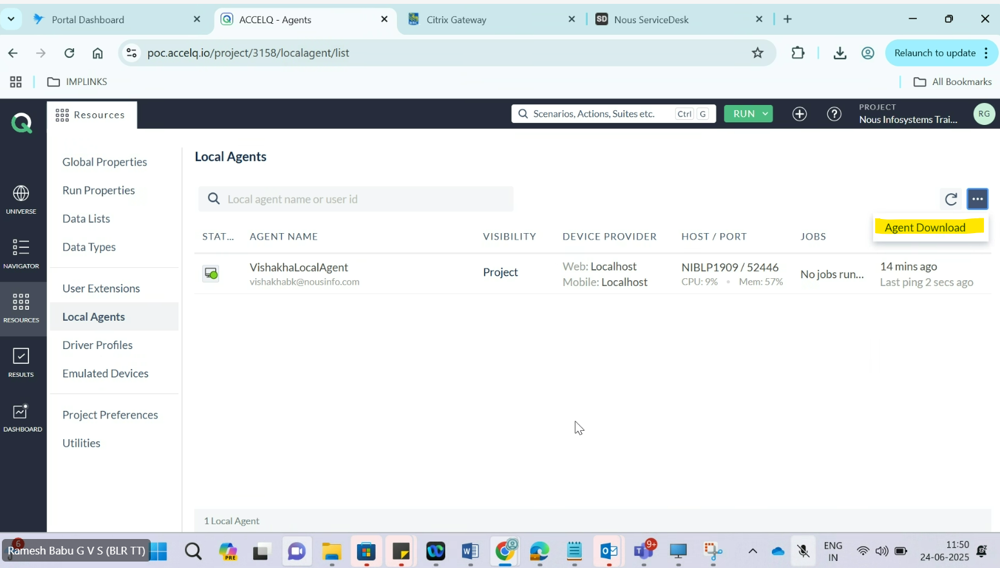 Portal Dashboard
ACCELQ - Agents
Citrix Gateway
SD Nous ServiceDesk
poc.accelq.io/project/3158/localagent/list
Relaunch to update
IMPLINKS
All Bookmarks
Resources
Scenarios, Actions, Suites etc. Ctrl G
RUN
PROJECT
Nous Infosystems Trai...
RG
UNIVERSE
NAVIGATOR
RESOURCES
RESULTS
DASHBOARD
Global Properties
Run Properties
Data Lists
Data Types
User Extensions
Local Agents
Driver Profiles
Emulated Devices
Project Preferences
Utilities
Local Agents
Local agent name or user id
Agent Download
STAT... AGENT NAME VISIBILITY DEVICE PROVIDER HOST / PORT JOBS
VishakhaLocalAgent
vishakhabk@nousinfo.com
Project
Web: Localhost
Mobile: Localhost
NIBLP1909 / 52446
CPU: 9% • Mem: 57%
No jobs run...
14 mins ago
Last ping 2 secs ago
1 Local Agent
6
Ramesh Babu G V S (BLR TT)
PRE
9+
ENG
IN
11:50
24-06-2025